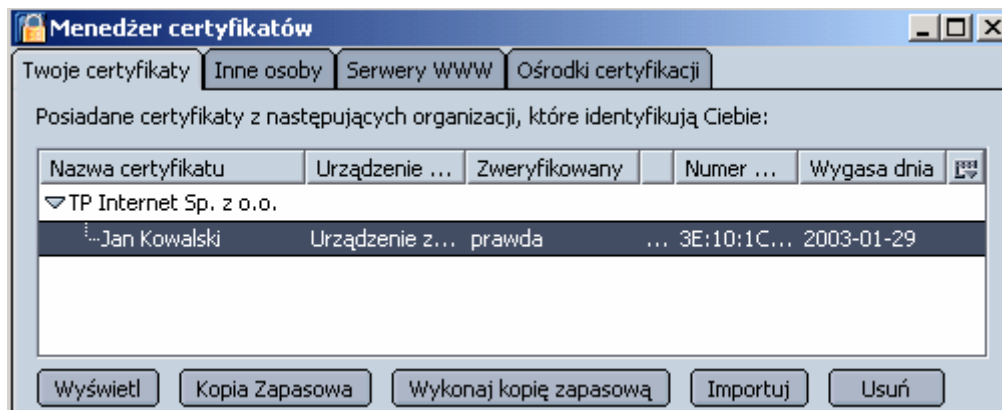 Menedżer certyfikatów
Twoje certyfikaty Inne osoby Serwery WWW Ośrodki certyfikacji
Posiadane certyfikaty z następujących organizacji, które identyfikują Ciebie:
Nazwa certyfikatu Urządzenie ... Zweryfikowany Numer ... Wygasa dnia
TP Internet Sp. z o.o.
Jan Kowalski Urządzenie z... prawda ... 3E:10:1C... 2003-01-29
Wyświetl Kopia Zapasowa Wykonaj kopię zapasową Importuj Usuń